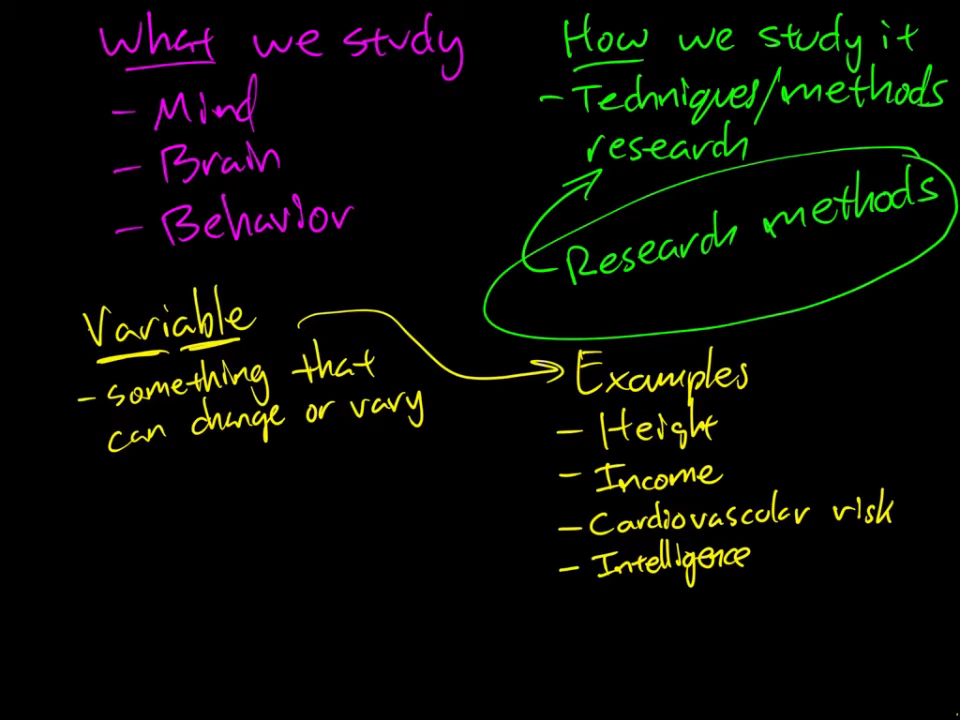 What we study
- Mind
- Brain
- Behavior
How we study it
- Techniques/methods
research
Research methods
Variable
- something that
can change or vary
Examples
- Height
- Income
- Cardiovascular risk
- Intelligence